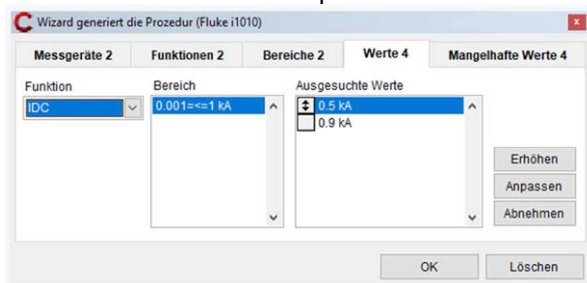 Wizard generiert die Prozedur (Fluke i1010)
Messgeräte 2 Funktionen 2 Bereiche 2 Werte 4 Mangelhafte Werte 4
Funktion Bereich Ausgesuchte Werte
IDC 0.001=<=1 kA 0.5 kA
0.9 kA
Erhöhen
Anpassen
Abnehmen
OK Löschen